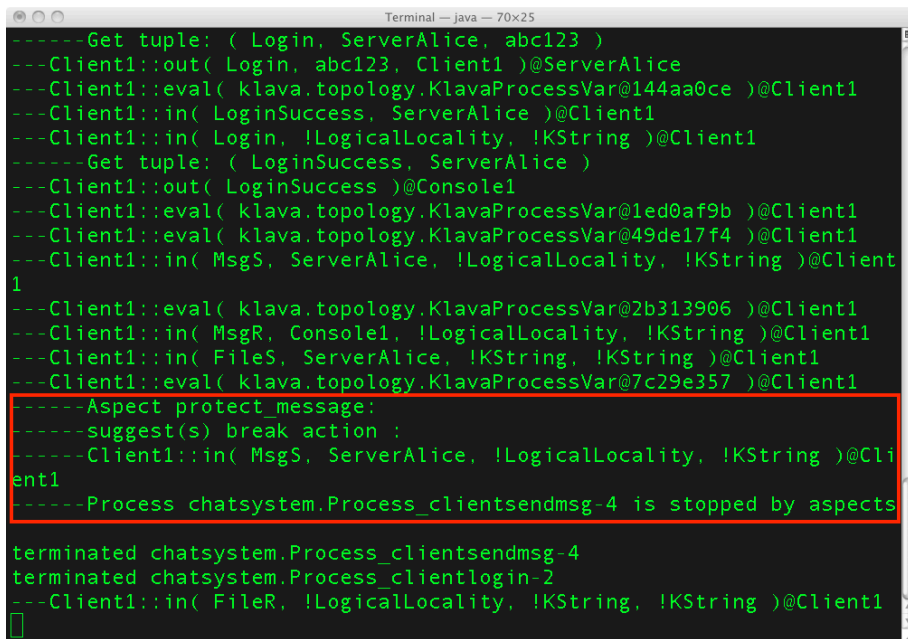 Terminal — java — 70×25
------Get tuple: ( Login, ServerAlice, abc123 )
---Client1::out( Login, abc123, Client1 )@ServerAlice
---Client1::eval( klava.topology.KlavaProcessVar@144aa0ce )@Client1
---Client1::in( LoginSuccess, ServerAlice )@Client1
---Client1::in( Login, !LogicalLocality, !KString )@Client1
------Get tuple: ( LoginSuccess, ServerAlice )
---Client1::out( LoginSuccess )@Console1
---Client1::eval( klava.topology.KlavaProcessVar@1ed0af9b )@Client1
---Client1::eval( klava.topology.KlavaProcessVar@49de17f4 )@Client1
---Client1::in( MsgS, ServerAlice, !LogicalLocality, !KString )@Client
1
---Client1::eval( klava.topology.KlavaProcessVar@2b313906 )@Client1
---Client1::in( MsgR, Console1, !LogicalLocality, !KString )@Client1
---Client1::in( FileS, ServerAlice, !KString, !KString )@Client1
---Client1::eval( klava.topology.KlavaProcessVar@7c29e357 )@Client1
------Aspect protect_message:
------suggest(s) break action :
------Client1::in( MsgS, ServerAlice, !LogicalLocality, !KString )@Cli
ent1
------Process chatsystem.Process_clientsendmsg-4 is stopped by aspects
terminated chatsystem.Process_clientsendmsg-4
terminated chatsystem.Process_clientlogin-2
---Client1::in( FileR, !LogicalLocality, !KString, !KString )@Client1